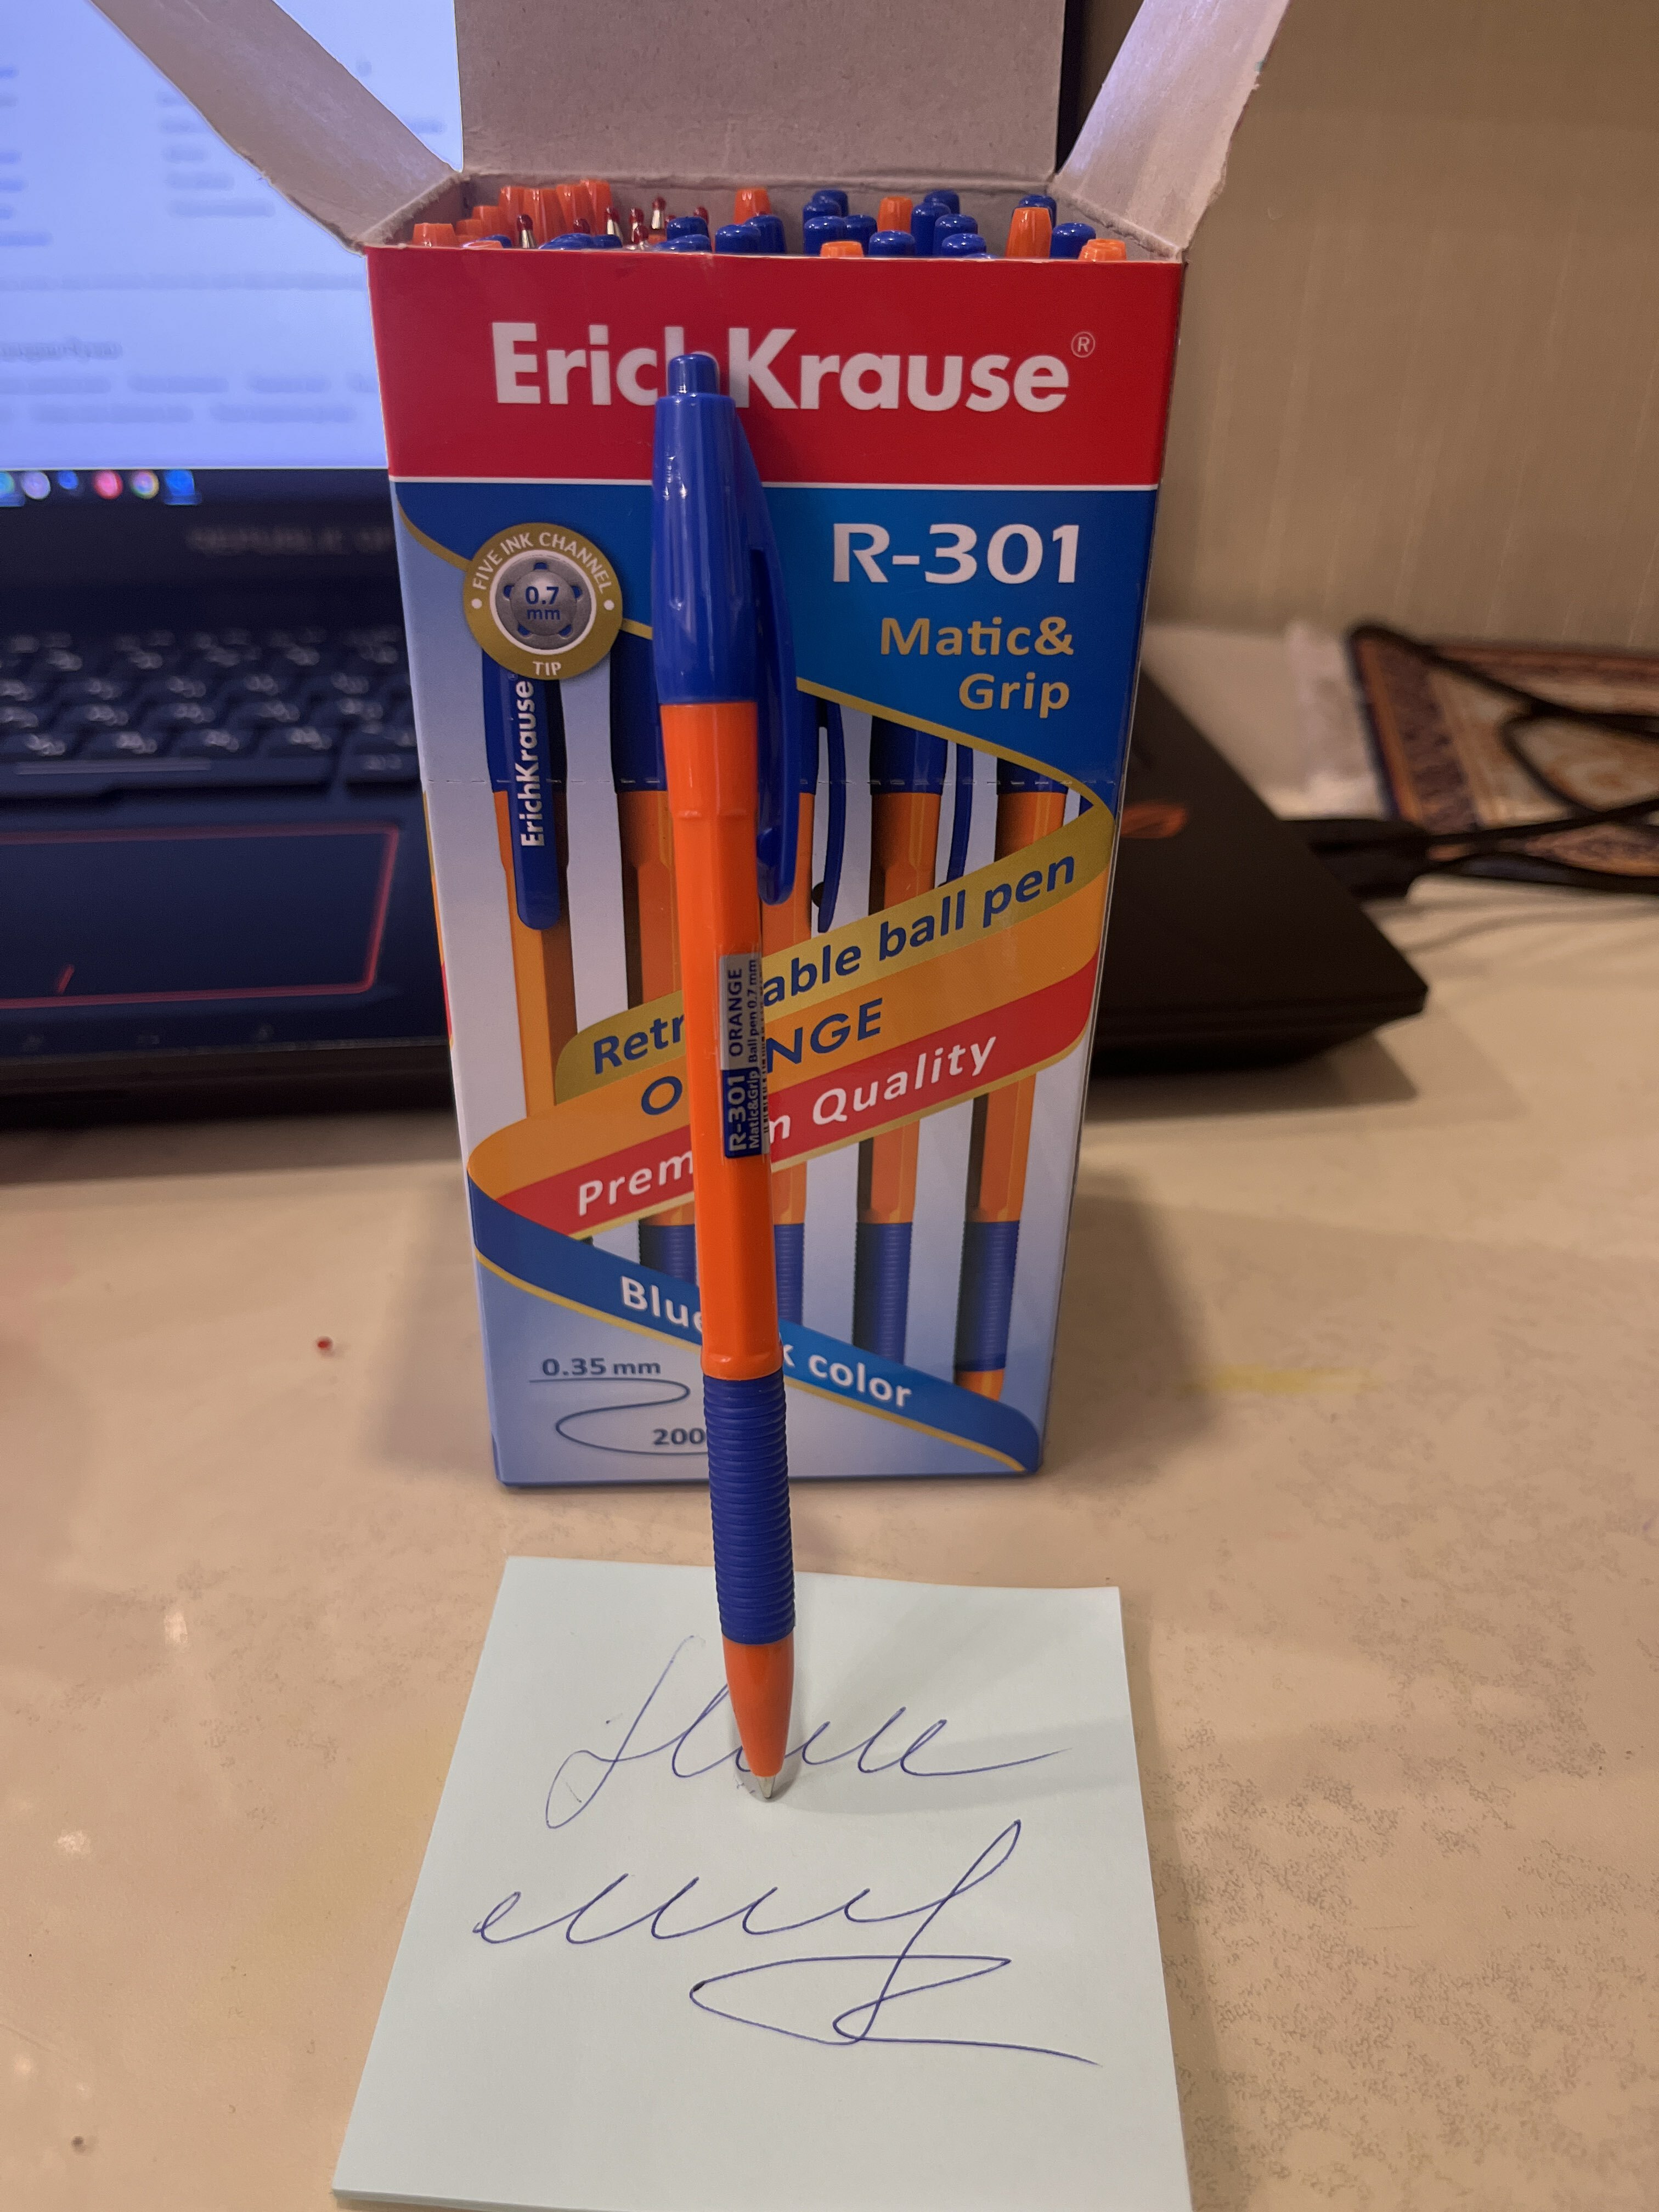 ErichKrause®
R-301
Matic&
Grip
FIVE INK CHANNEL
0.7
mm
TIP
ErichKrause
Retr able ball pen
O NGE
Prem m Quality
Blue k color
0.35 mm
200
R-301 ORANGE
Matic&Grip Ball pen 0.7 mm